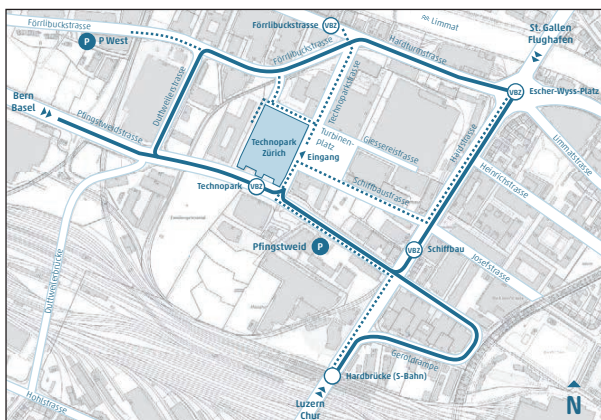 Förrlibuckstrasse
P
P West
Förrlibuckstrasse
VBZ
Förrlibuckstrasse
Limmat
Hardturmstrasse
St. Gallen
Flughafen
VBZ
Escher-Wyss-Platz
Bern
Basel
Pfingstweidstrasse
Duttweilerstrasse
Technoparkstrasse
Technopark
Zürich
Turbinen-
Platz
Giessereistrasse
Eingang
Hardstrasse
Limmatstrasse
Heinrichstrasse
Technopark
VBZ
Schiffbaustrasse
Pfingstweid
P
VBZ
Schiffbau
Josefstrasse
Duttweilerbrücke
Geroldrampe
Hardbrücke (S-Bahn)
Hohlstrasse
Luzern
Chur
N